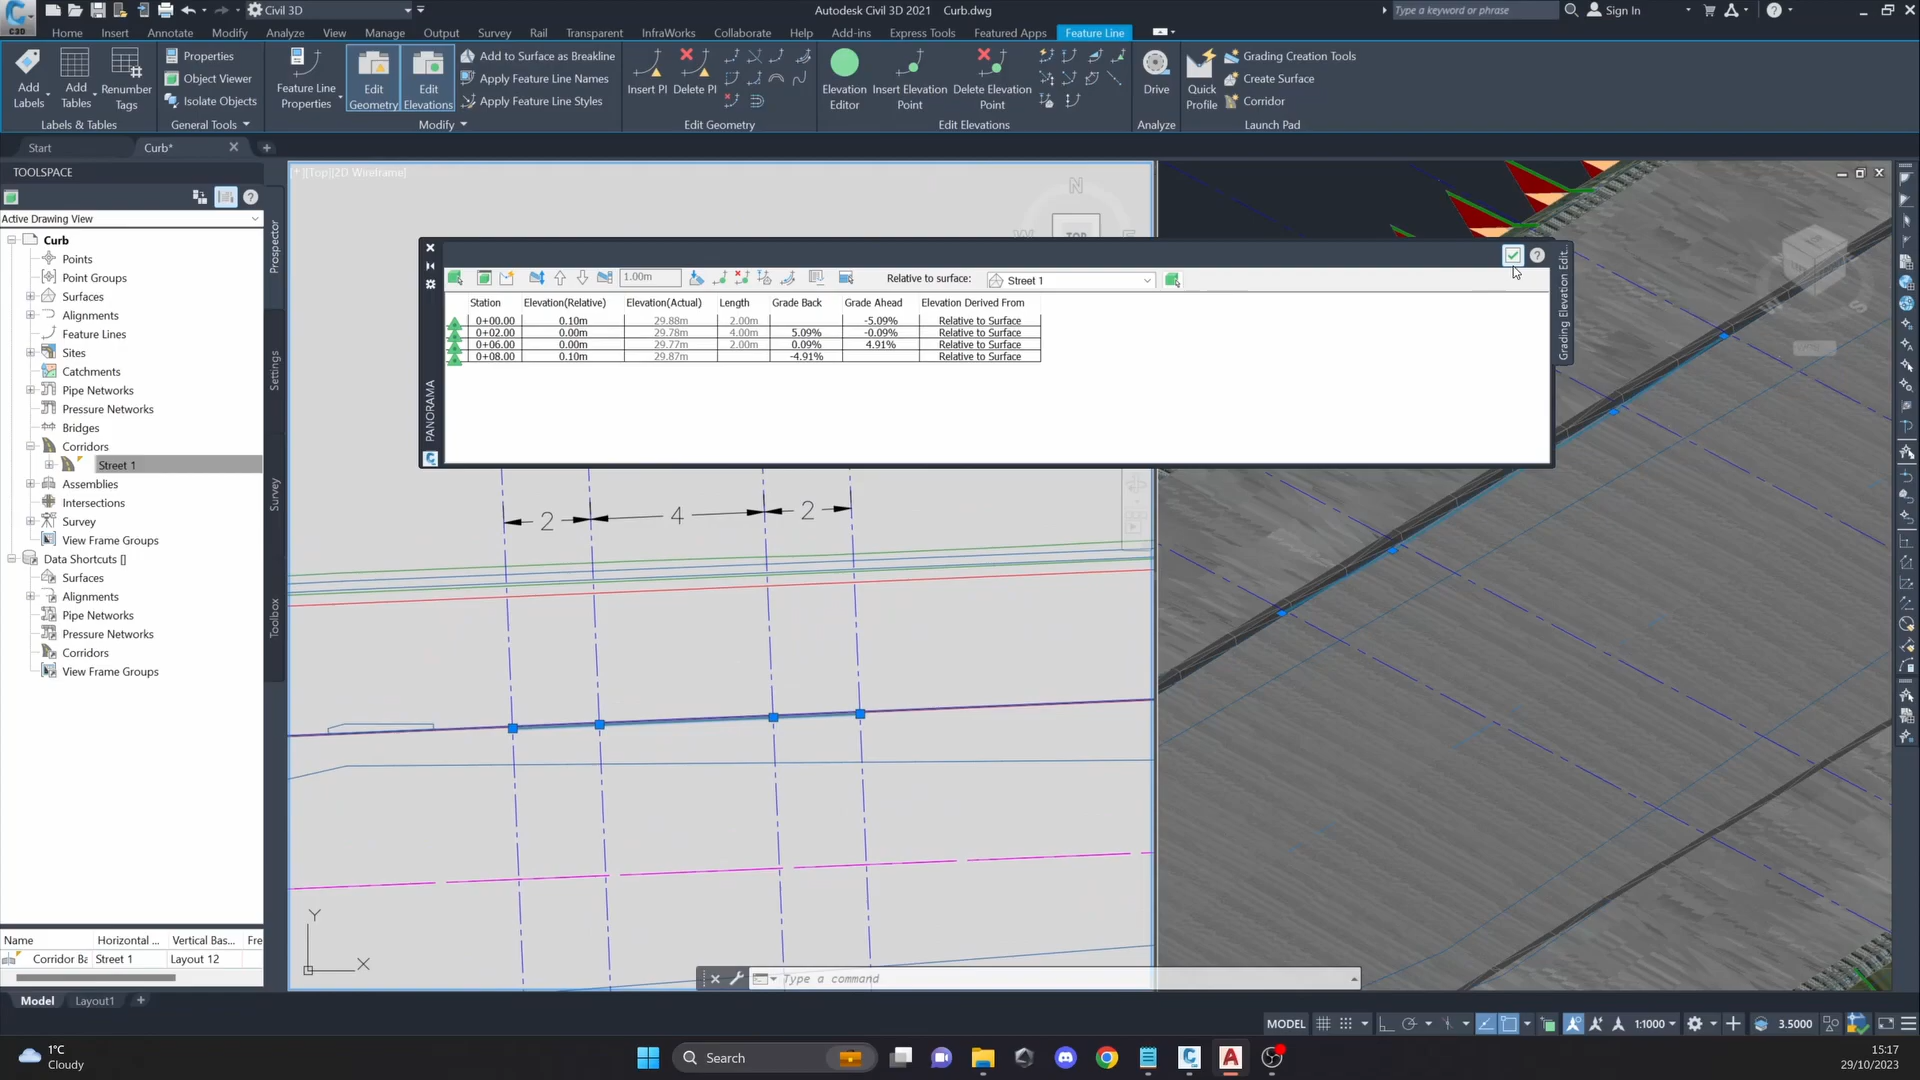 Civil 3D
Autodesk Civil 3D 2021 Curb.dwg
Type a keyword or phrase
Sign In
C3D
Home Insert Annotate Modify Analyze View Manage Output Survey Rail Transparent InfraWorks Collaborate Help Add-ins Express Tools Featured Apps Feature Line
Add Labels
Add Tables
Renumber Tags
Labels & Tables
Properties
Object Viewer
Isolate Objects
General Tools
Feature Line Properties
Edit Geometry
Edit Elevations
Add to Surface as Breakline
Apply Feature Line Names
Apply Feature Line Styles
Modify
Insert PI
Delete PI
Edit Geometry
Elevation Editor
Insert Elevation Point
Delete Elevation Point
Edit Elevations
Drive
Analyze
Quick Profile
Grading Creation Tools
Create Surface
Corridor
Launch Pad
Start
Curb*
TOOLSPACE
Active Drawing View
Curb
Points
Point Groups
Surfaces
Alignments
Feature Lines
Sites
Catchments
Pipe Networks
Pressure Networks
Bridges
Corridors
Street 1
Assemblies
Intersections
Survey
View Frame Groups
Data Shortcuts []
Surfaces
Alignments
Pipe Networks
Pressure Networks
Corridors
View Frame Groups
Prospector
Settings
Survey
Toolbox
Name Horizontal ... Vertical Bas... Fre
Corridor Ba Street 1 Layout 12
[Top][2D Wireframe]
N
TOP
PANORAMA
Grading Elevation Edit...
1.00m
Relative to surface:
Street 1
Station Elevation(Relative) Elevation(Actual) Length Grade Back Grade Ahead Elevation Derived From
0+00.00 0.10m 29.88m 2.00m -5.09% Relative to Surface
0+02.00 0.00m 29.78m 4.00m 5.09% -0.09% Relative to Surface
0+06.00 0.00m 29.77m 2.00m 0.09% 4.91% Relative to Surface
0+08.00 0.10m 29.87m -4.91% Relative to Surface
2 4 2
Y
X
Type a command
Model
Layout1
MODEL
1:1000
3.5000
1°C
Cloudy
Search
15:17
29/10/2023